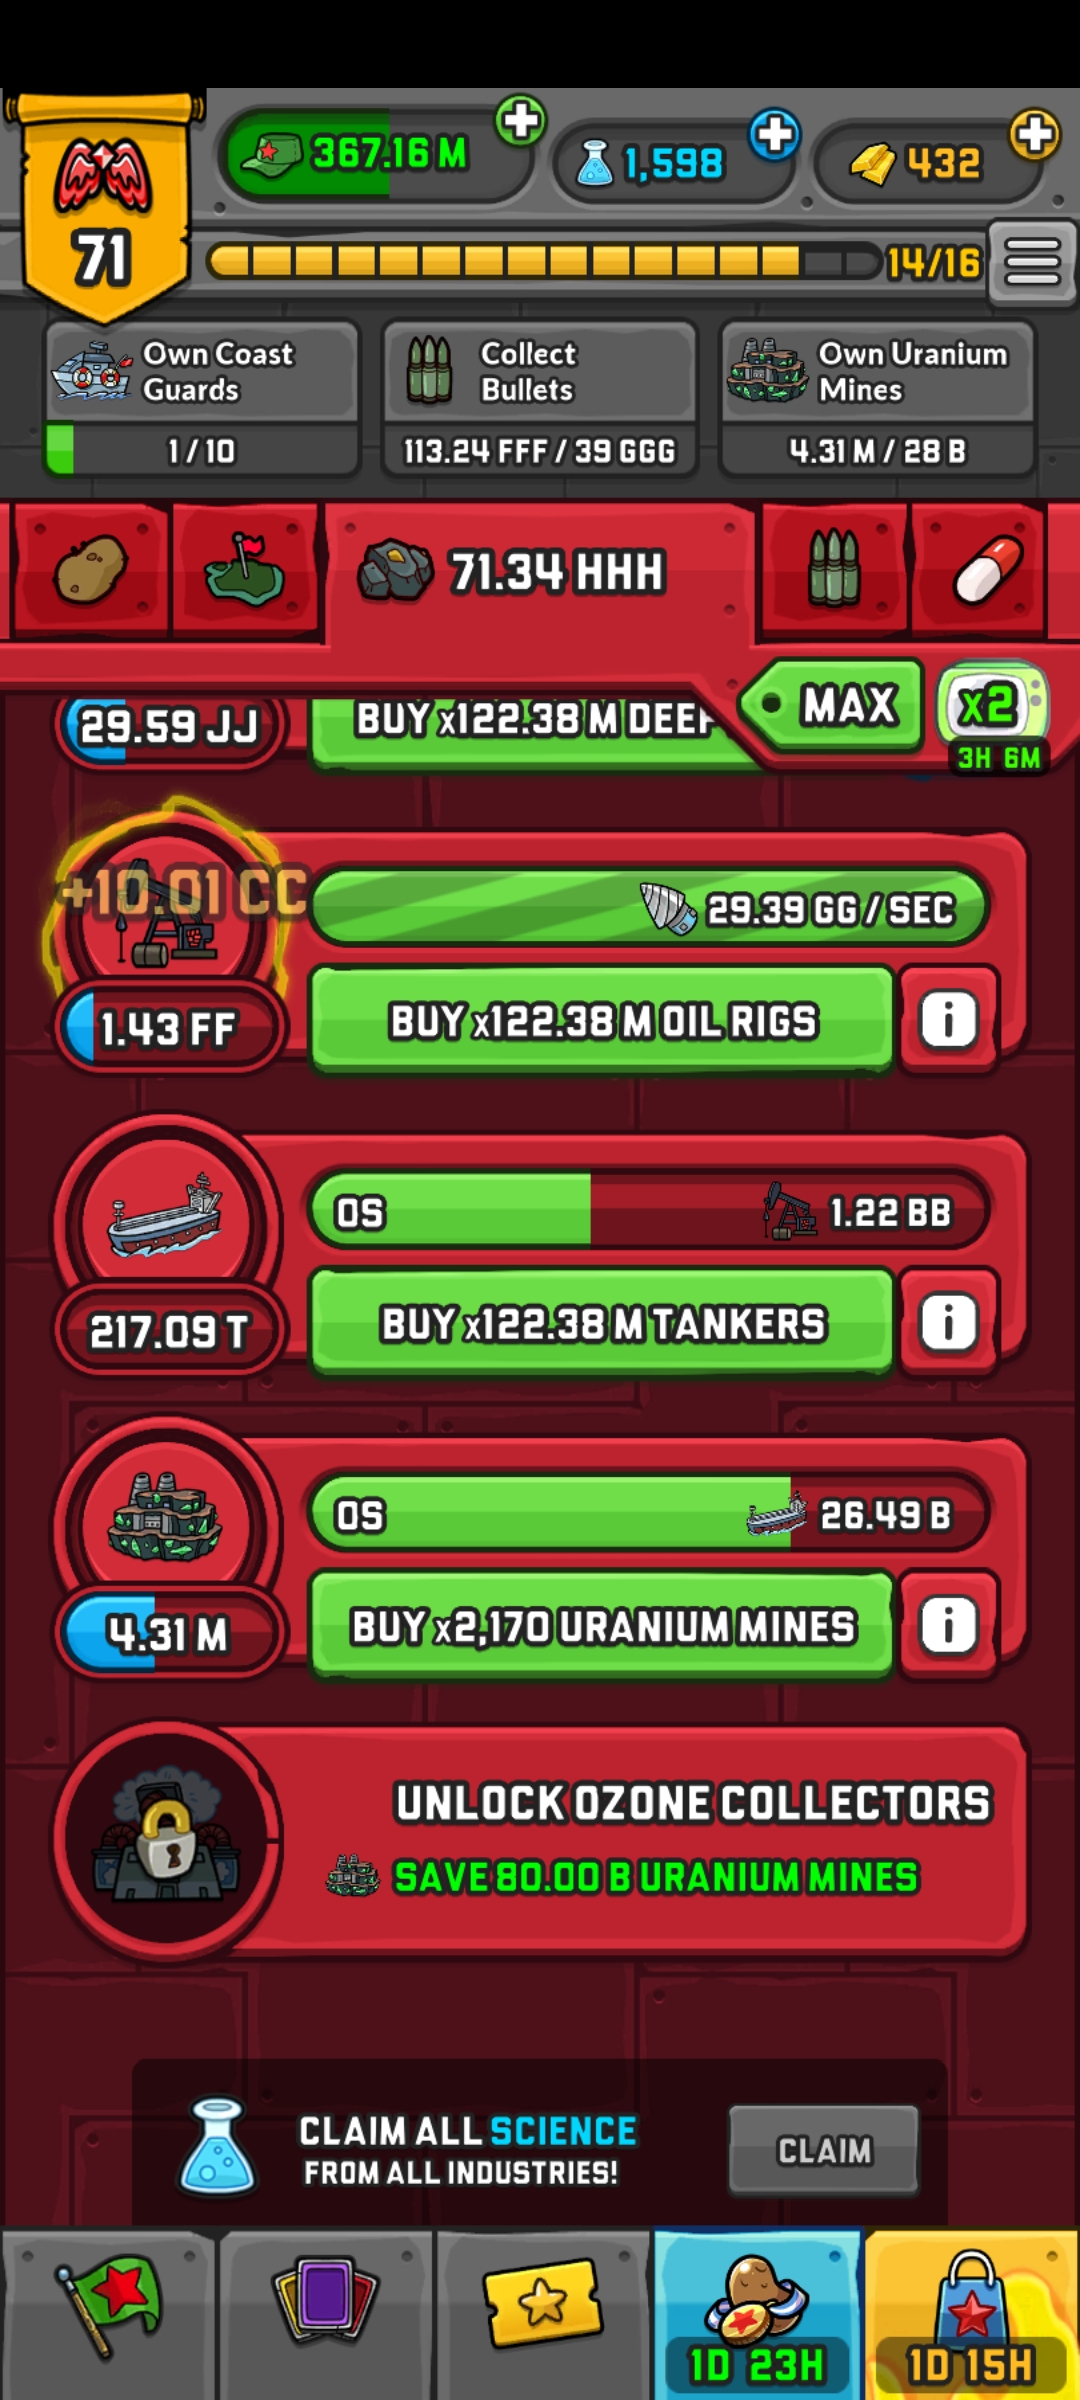 367.16 M
1,598
432
71
14/16
Own Coast
Guards
1 / 10
Collect
Bullets
113.24 FFF / 39 GGG
Own Uranium
Mines
4.31 M / 28 B
71.34 HHH
MAX
x2
3H 6M
29.59 JJ
BUY x122.38 M DEEP
+10.01 CC
29.39 GG / SEC
1.43 FF
BUY x122.38 M OIL RIGS
i
0S
1.22 BB
217.09 T
BUY x122.38 M TANKERS
i
0S
26.49 B
4.31 M
BUY x2,170 URANIUM MINES
i
UNLOCK OZONE COLLECTORS
SAVE 80.00 B URANIUM MINES
CLAIM ALL SCIENCE
FROM ALL INDUSTRIES!
CLAIM
1D 23H
1D 15H